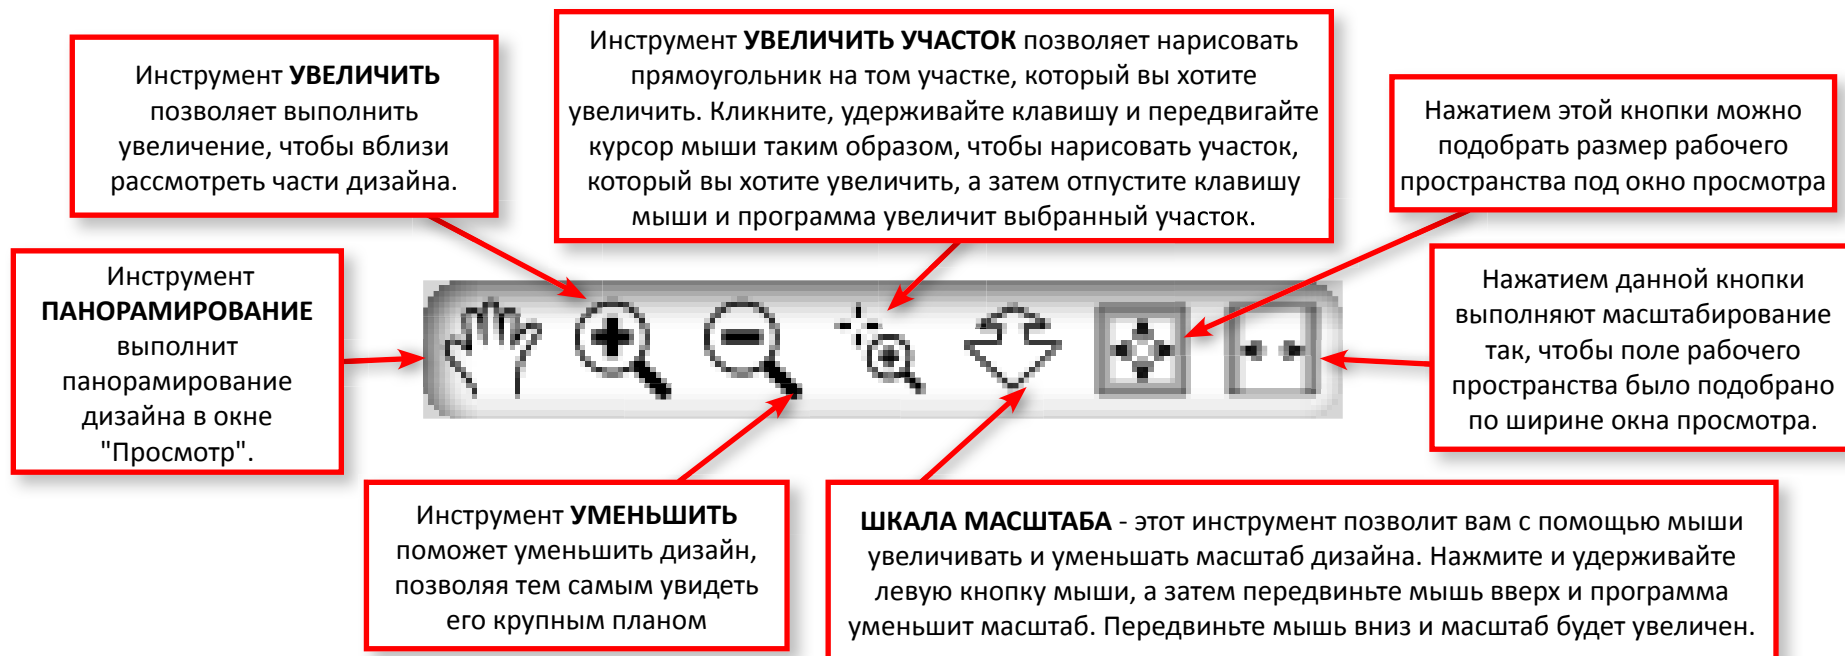 Инструмент УВЕЛИЧИТЬ
позволяет выполнить
увеличение, чтобы вблизи
рассмотреть части дизайна.
Инструмент УВЕЛИЧИТЬ УЧАСТОК позволяет нарисовать
прямоугольник на том участке, который вы хотите
увеличить. Кликните, удерживайте клавишу и передвигайте
курсор мыши таким образом, чтобы нарисовать участок,
который вы хотите увеличить, а затем отпустите клавишу
мыши и программа увеличит выбранный участок.
Нажатием этой кнопки можно
подобрать размер рабочего
пространства под окно просмотра
Инструмент
ПАНОРАМИРОВАНИЕ
выполнит
панорамирование
дизайна в окне
"Просмотр".
Нажатием данной кнопки
выполняют масштабирование
так, чтобы поле рабочего
пространства было подобрано
по ширине окна просмотра.
Инструмент УМЕНЬШИТЬ
поможет уменьшить дизайн,
позволяя тем самым увидеть
его крупным планом
ШКАЛА МАСШТАБА - этот инструмент позволит вам с помощью мыши
увеличивать и уменьшать масштаб дизайна. Нажмите и удерживайте
левую кнопку мыши, а затем передвиньте мышь вверх и программа
уменьшит масштаб. Передвиньте мышь вниз и масштаб будет увеличен.